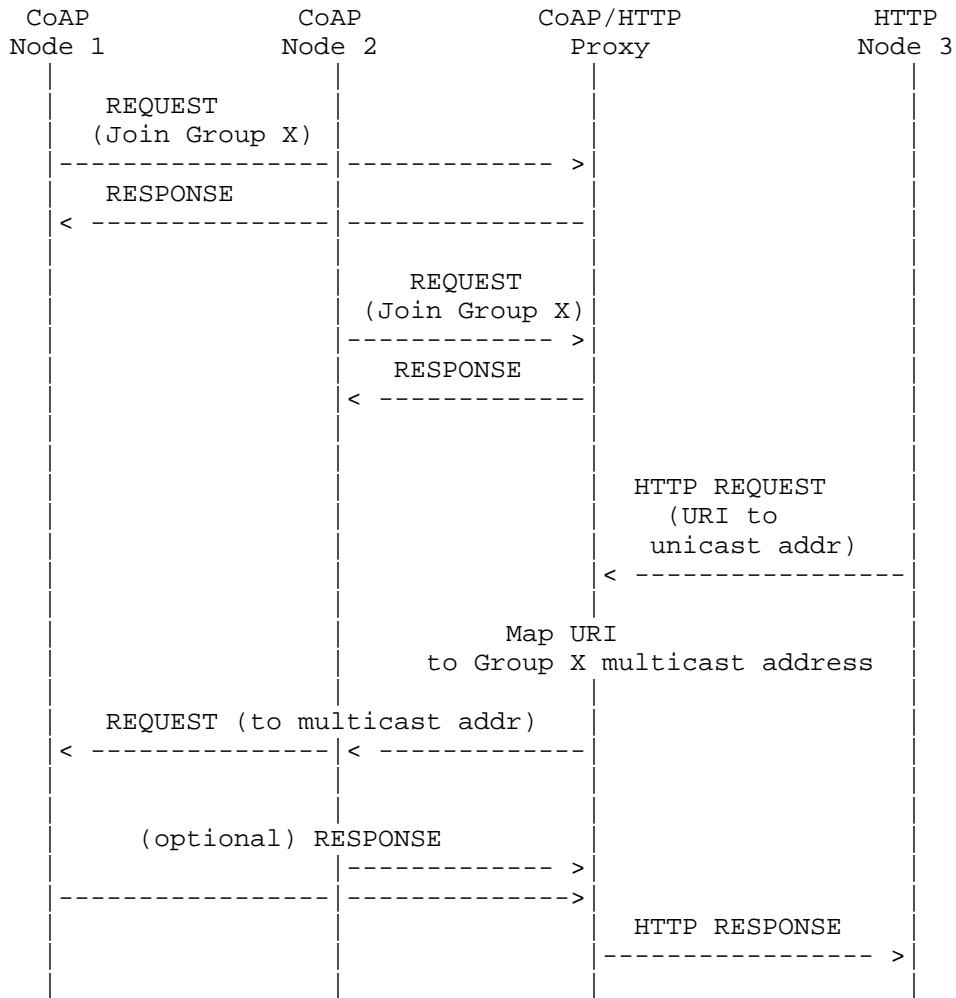 CoAP CoAP CoAP/HTTP HTTP
Node 1 Node 2 Proxy Node 3
REQUEST
(Join Group X)
RESPONSE
REQUEST
(Join Group X)
RESPONSE
HTTP REQUEST
(URI to
unicast addr)
Map URI
to Group X multicast address
REQUEST (to multicast addr)
(optional) RESPONSE
HTTP RESPONSE